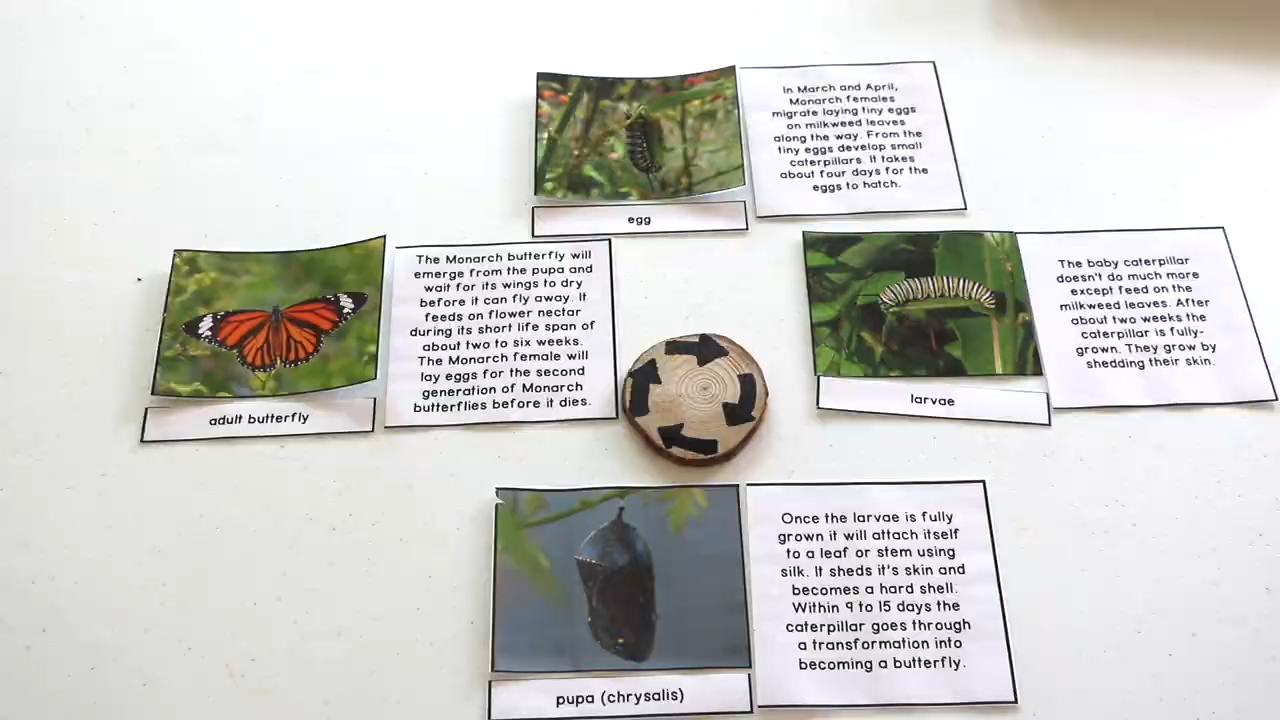 In March and April,
Monarch females
migrate laying tiny eggs
on milkweed leaves
along the way. From the
tiny eggs develop small
caterpillars. It takes
about four days for the
eggs to hatch.
egg
The Monarch butterfly will
emerge from the pupa and
wait for its wings to dry
before it can fly away. It
feeds on flower nectar
during its short life span of
about two to six weeks.
The Monarch female will
lay eggs for the second
generation of Monarch
butterflies before it dies.
adult butterfly
The baby caterpillar
doesn't do much more
except feed on the
milkweed leaves. After
about two weeks the
caterpillar is fully-
grown. They grow by
shedding their skin.
larvae
Once the larvae is fully
grown it will attach itself
to a leaf or stem using
silk. It sheds it's skin and
becomes a hard shell.
Within 9 to 15 days the
caterpillar goes through
a transformation into
becoming a butterfly.
pupa (chrysalis)